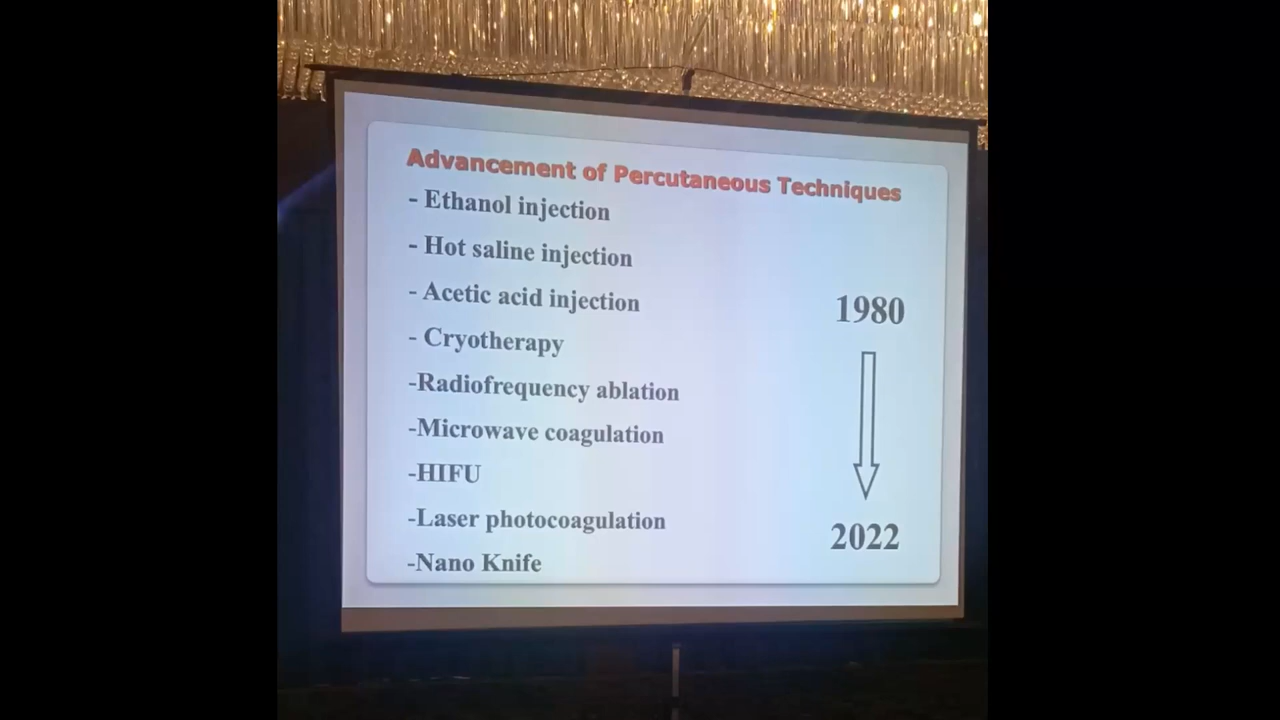 Advancement of Percutaneous Techniques
- Ethanol injection
- Hot saline injection
- Acetic acid injection
- Cryotherapy
-Radiofrequency ablation
-Microwave coagulation
-HIFU
-Laser photocoagulation
-Nano Knife
1980
2022